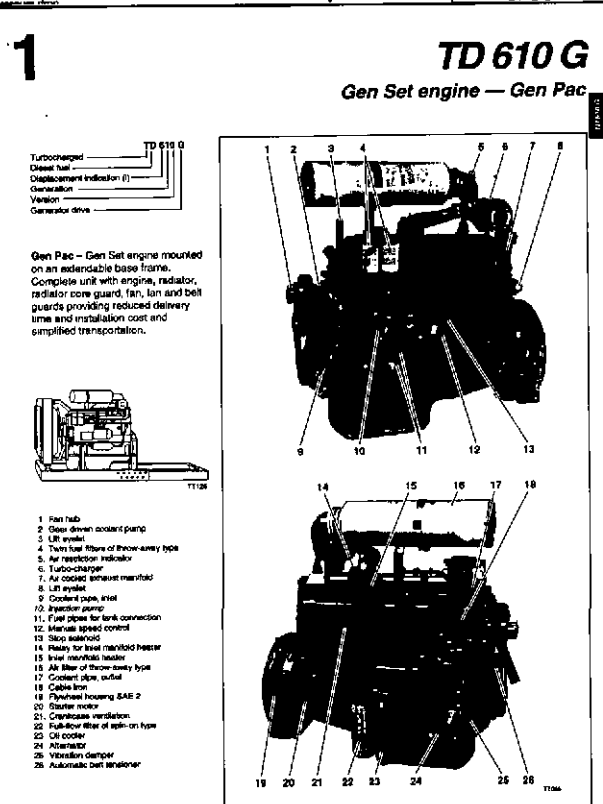 1
TD 610 G
Gen Set engine — Gen Pac
TD 610 G
Turbocharged
Diesel fuel
Displacement indication (l)
Generation
Version
Generator drive
Gen Pac – Gen Set engine mounted
on an extendable base frame.
Complete unit with engine, radiator,
radiator core guard, fan, fan and belt
guards providing reduced delivery
time and installation cost and
simplified transportation.
TT126
1 Fan hub
2 Gear driven coolant pump
3 Lift eyelet
4 Twin fuel filters of throw-away type
5. Air restriction indicator
6. Turbo-charger
7. Air cooled exhaust manifold
8. Lift eyelet
9 Coolant pipe, inlet
10. Injection pump
11. Fuel pipes for tank connection
12. Manual speed control
13 Stop solenoid
14 Relay for inlet manifold heater
15 Inlet manifold heater
16 Air filter of throw-away type
17 Coolant pipe, outlet
18 Cable iron
19 Flywheel housing SAE 2
20 Starter motor
21. Crankcase ventilation
22 Full-flow filter of spin-on type
23 Oil cooler
24 Alternator
25 Vibration damper
26 Automatic belt tensioner
1 2 3 4 5 6 7 8
9 10 11 12 13
14 15 16 17 18
19 20 21 22 23 24 25 26